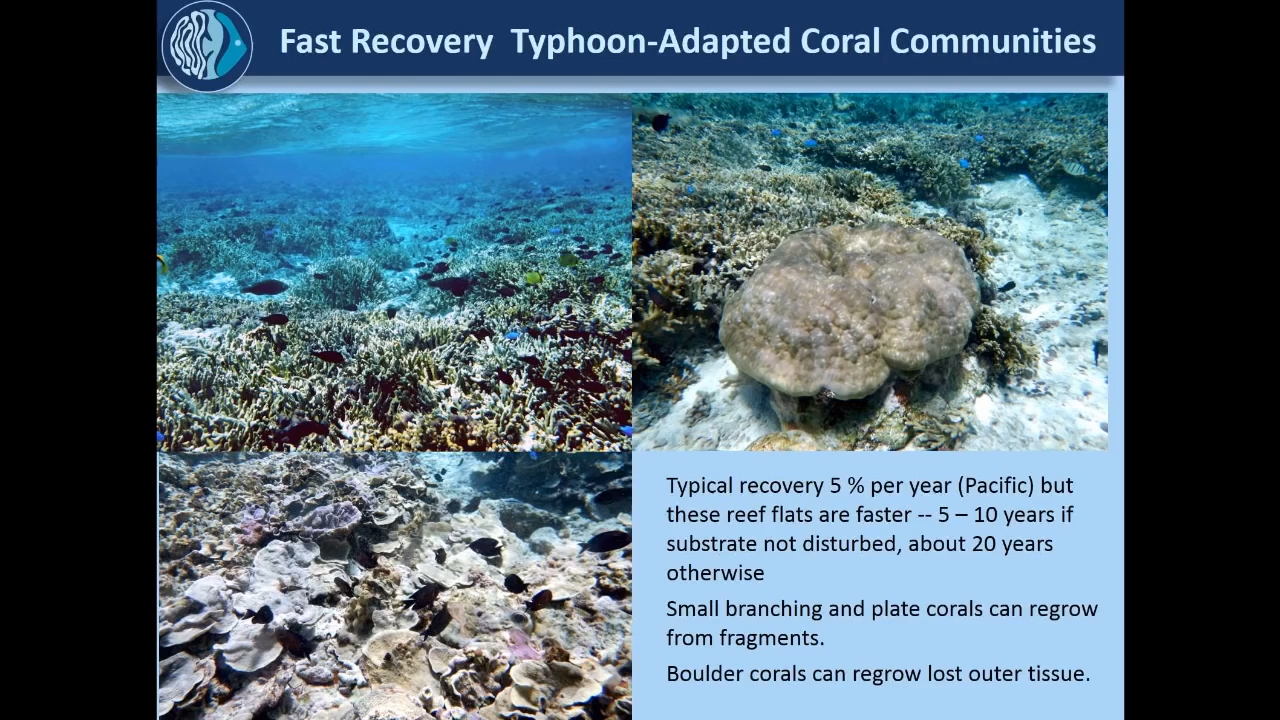 Fast Recovery  Typhoon-Adapted Coral Communities
Typical recovery 5 % per year (Pacific) but
these reef flats are faster -- 5 – 10 years if
substrate not disturbed, about 20 years
otherwise
Small branching and plate corals can regrow
from fragments.
Boulder corals can regrow lost outer tissue.